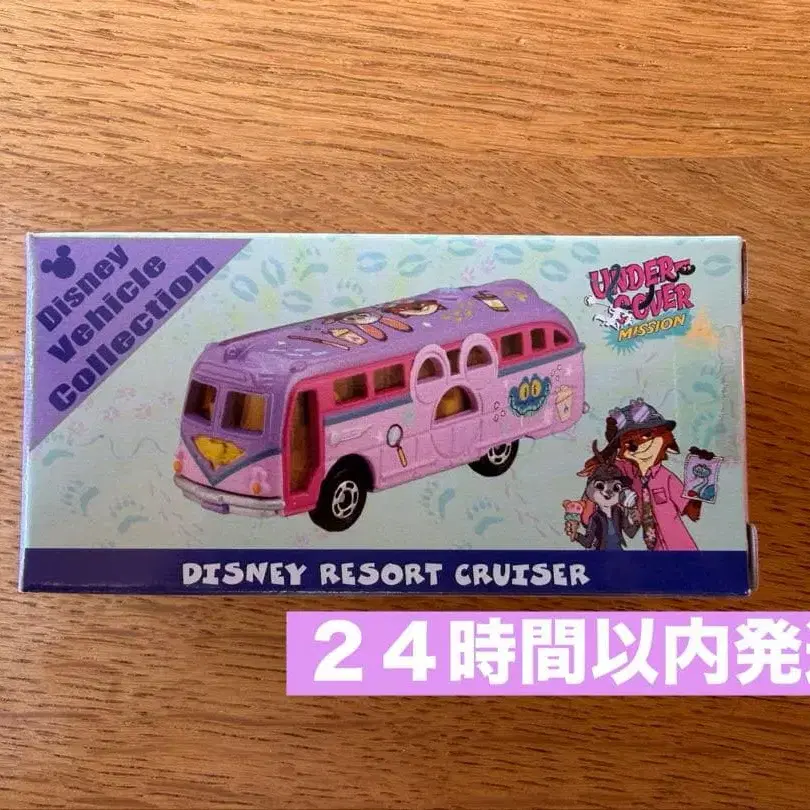 Disney
Vehicle
Collection
UNDER
COVER
MISSION
DISNEY RESORT CRUISER
２４時間以内発